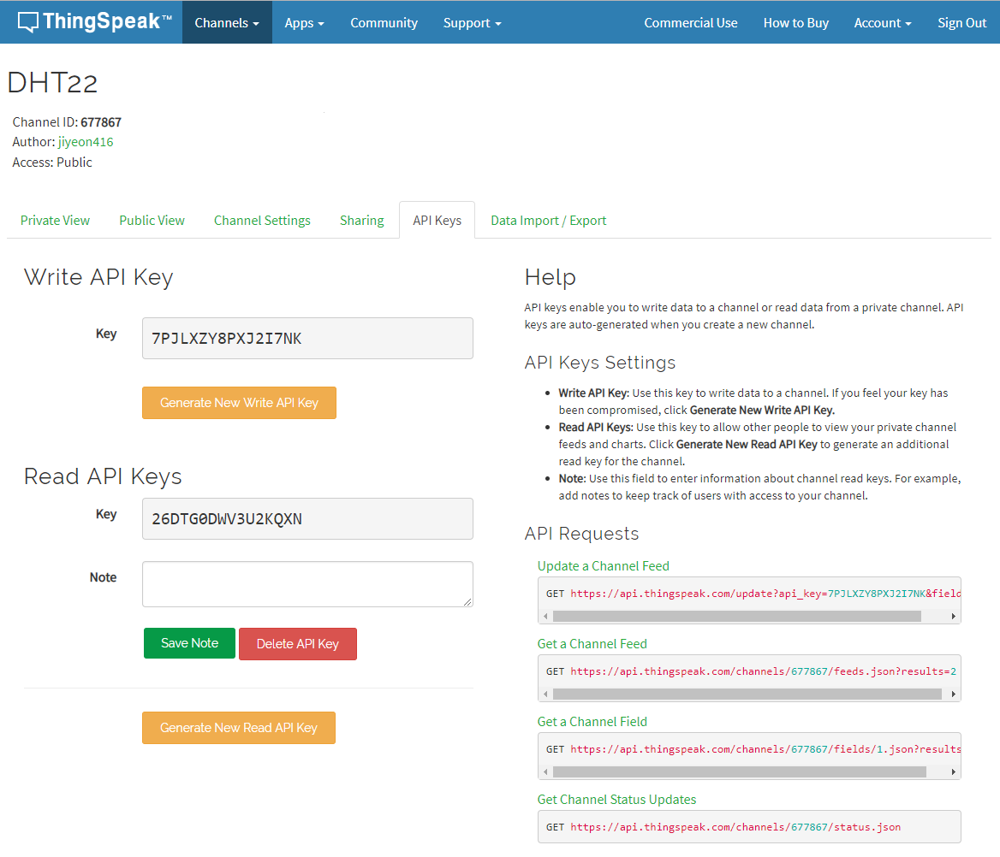 ThingSpeak™ Channels Apps Community Support Commercial Use How to Buy Account Sign Out
DHT22
Channel ID: 677867
Author: jiyeon416
Access: Public
Private View Public View Channel Settings Sharing API Keys Data Import / Export
Write API Key
Key 7PJLXZY8PXJ2I7NK
Generate New Write API Key
Read API Keys
Key 26DTG0DWV3U2KQXN
Note
Save Note Delete API Key
Generate New Read API Key
Help
API keys enable you to write data to a channel or read data from a private channel. API
keys are auto-generated when you create a new channel.
API Keys Settings
• Write API Key: Use this key to write data to a channel. If you feel your key has
been compromised, click Generate New Write API Key.
• Read API Keys: Use this key to allow other people to view your private channel
feeds and charts. Click Generate New Read API Key to generate an additional
read key for the channel.
• Note: Use this field to enter information about channel read keys. For example,
add notes to keep track of users with access to your channel.
API Requests
Update a Channel Feed
GET https://api.thingspeak.com/update?api_key=7PJLXZY8PXJ2I7NK&field
Get a Channel Feed
GET https://api.thingspeak.com/channels/677867/feeds.json?results=2
Get a Channel Field
GET https://api.thingspeak.com/channels/677867/fields/1.json?results
Get Channel Status Updates
GET https://api.thingspeak.com/channels/677867/status.json